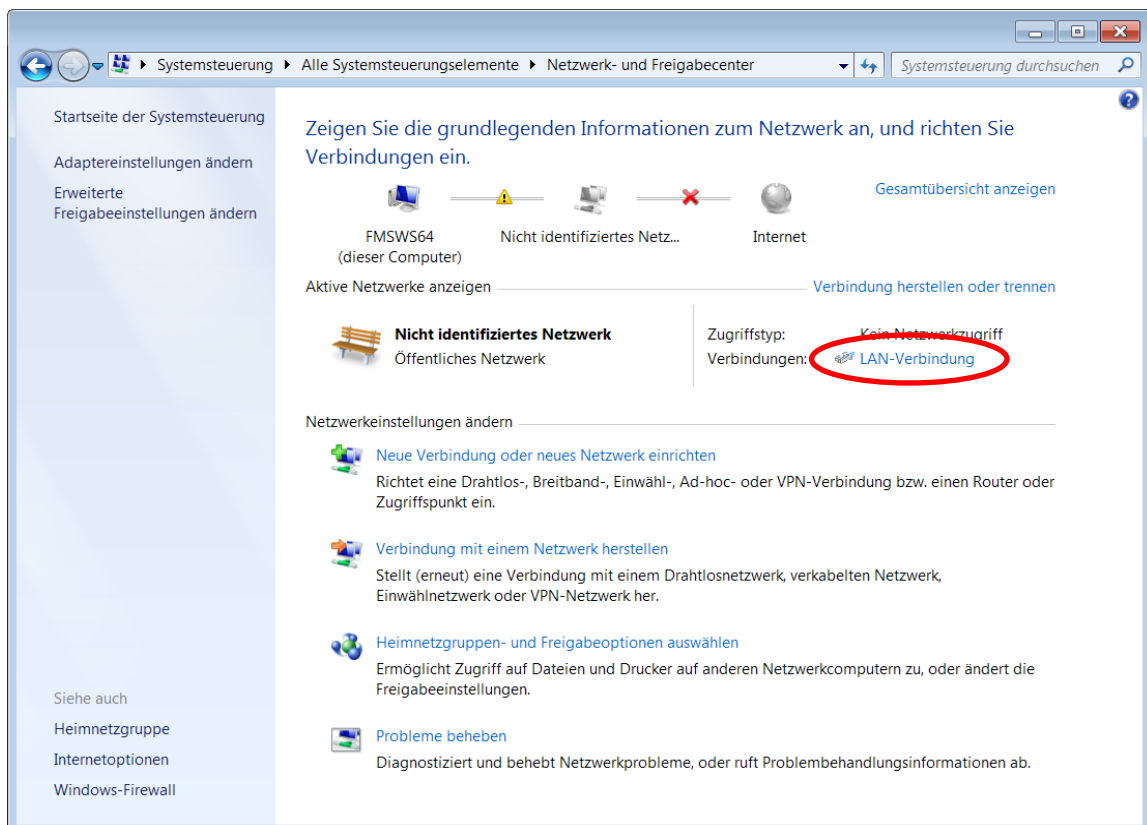 Systemsteuerung Alle Systemsteuerungselemente Netzwerk- und Freigabecenter
Systemsteuerung durchsuchen
Startseite der Systemsteuerung
Adaptereinstellungen ändern
Erweiterte
Freigabeeinstellungen ändern
Zeigen Sie die grundlegenden Informationen zum Netzwerk an, und richten Sie
Verbindungen ein.
Gesamtübersicht anzeigen
FMSWS64 Nicht identifiziertes Netz... Internet
(dieser Computer)
Aktive Netzwerke anzeigen Verbindung herstellen oder trennen
Nicht identifiziertes Netzwerk
Öffentliches Netzwerk
Zugriffstyp: Kein Netzwerkzugriff
Verbindungen: LAN-Verbindung
Netzwerkeinstellungen ändern
Neue Verbindung oder neues Netzwerk einrichten
Richtet eine Drahtlos-, Breitband-, Einwähl-, Ad-hoc- oder VPN-Verbindung bzw. einen Router oder
Zugriffspunkt ein.
Verbindung mit einem Netzwerk herstellen
Stellt (erneut) eine Verbindung mit einem Drahtlosnetzwerk, verkabelten Netzwerk,
Einwählnetzwerk oder VPN-Netzwerk her.
Heimnetzgruppen- und Freigabeoptionen auswählen
Ermöglicht Zugriff auf Dateien und Drucker auf anderen Netzwerkcomputern zu, oder ändert die
Freigabeeinstellungen.
Probleme beheben
Diagnostiziert und behebt Netzwerkprobleme, oder ruft Problembehandlungsinformationen ab.
Siehe auch
Heimnetzgruppe
Internetoptionen
Windows-Firewall